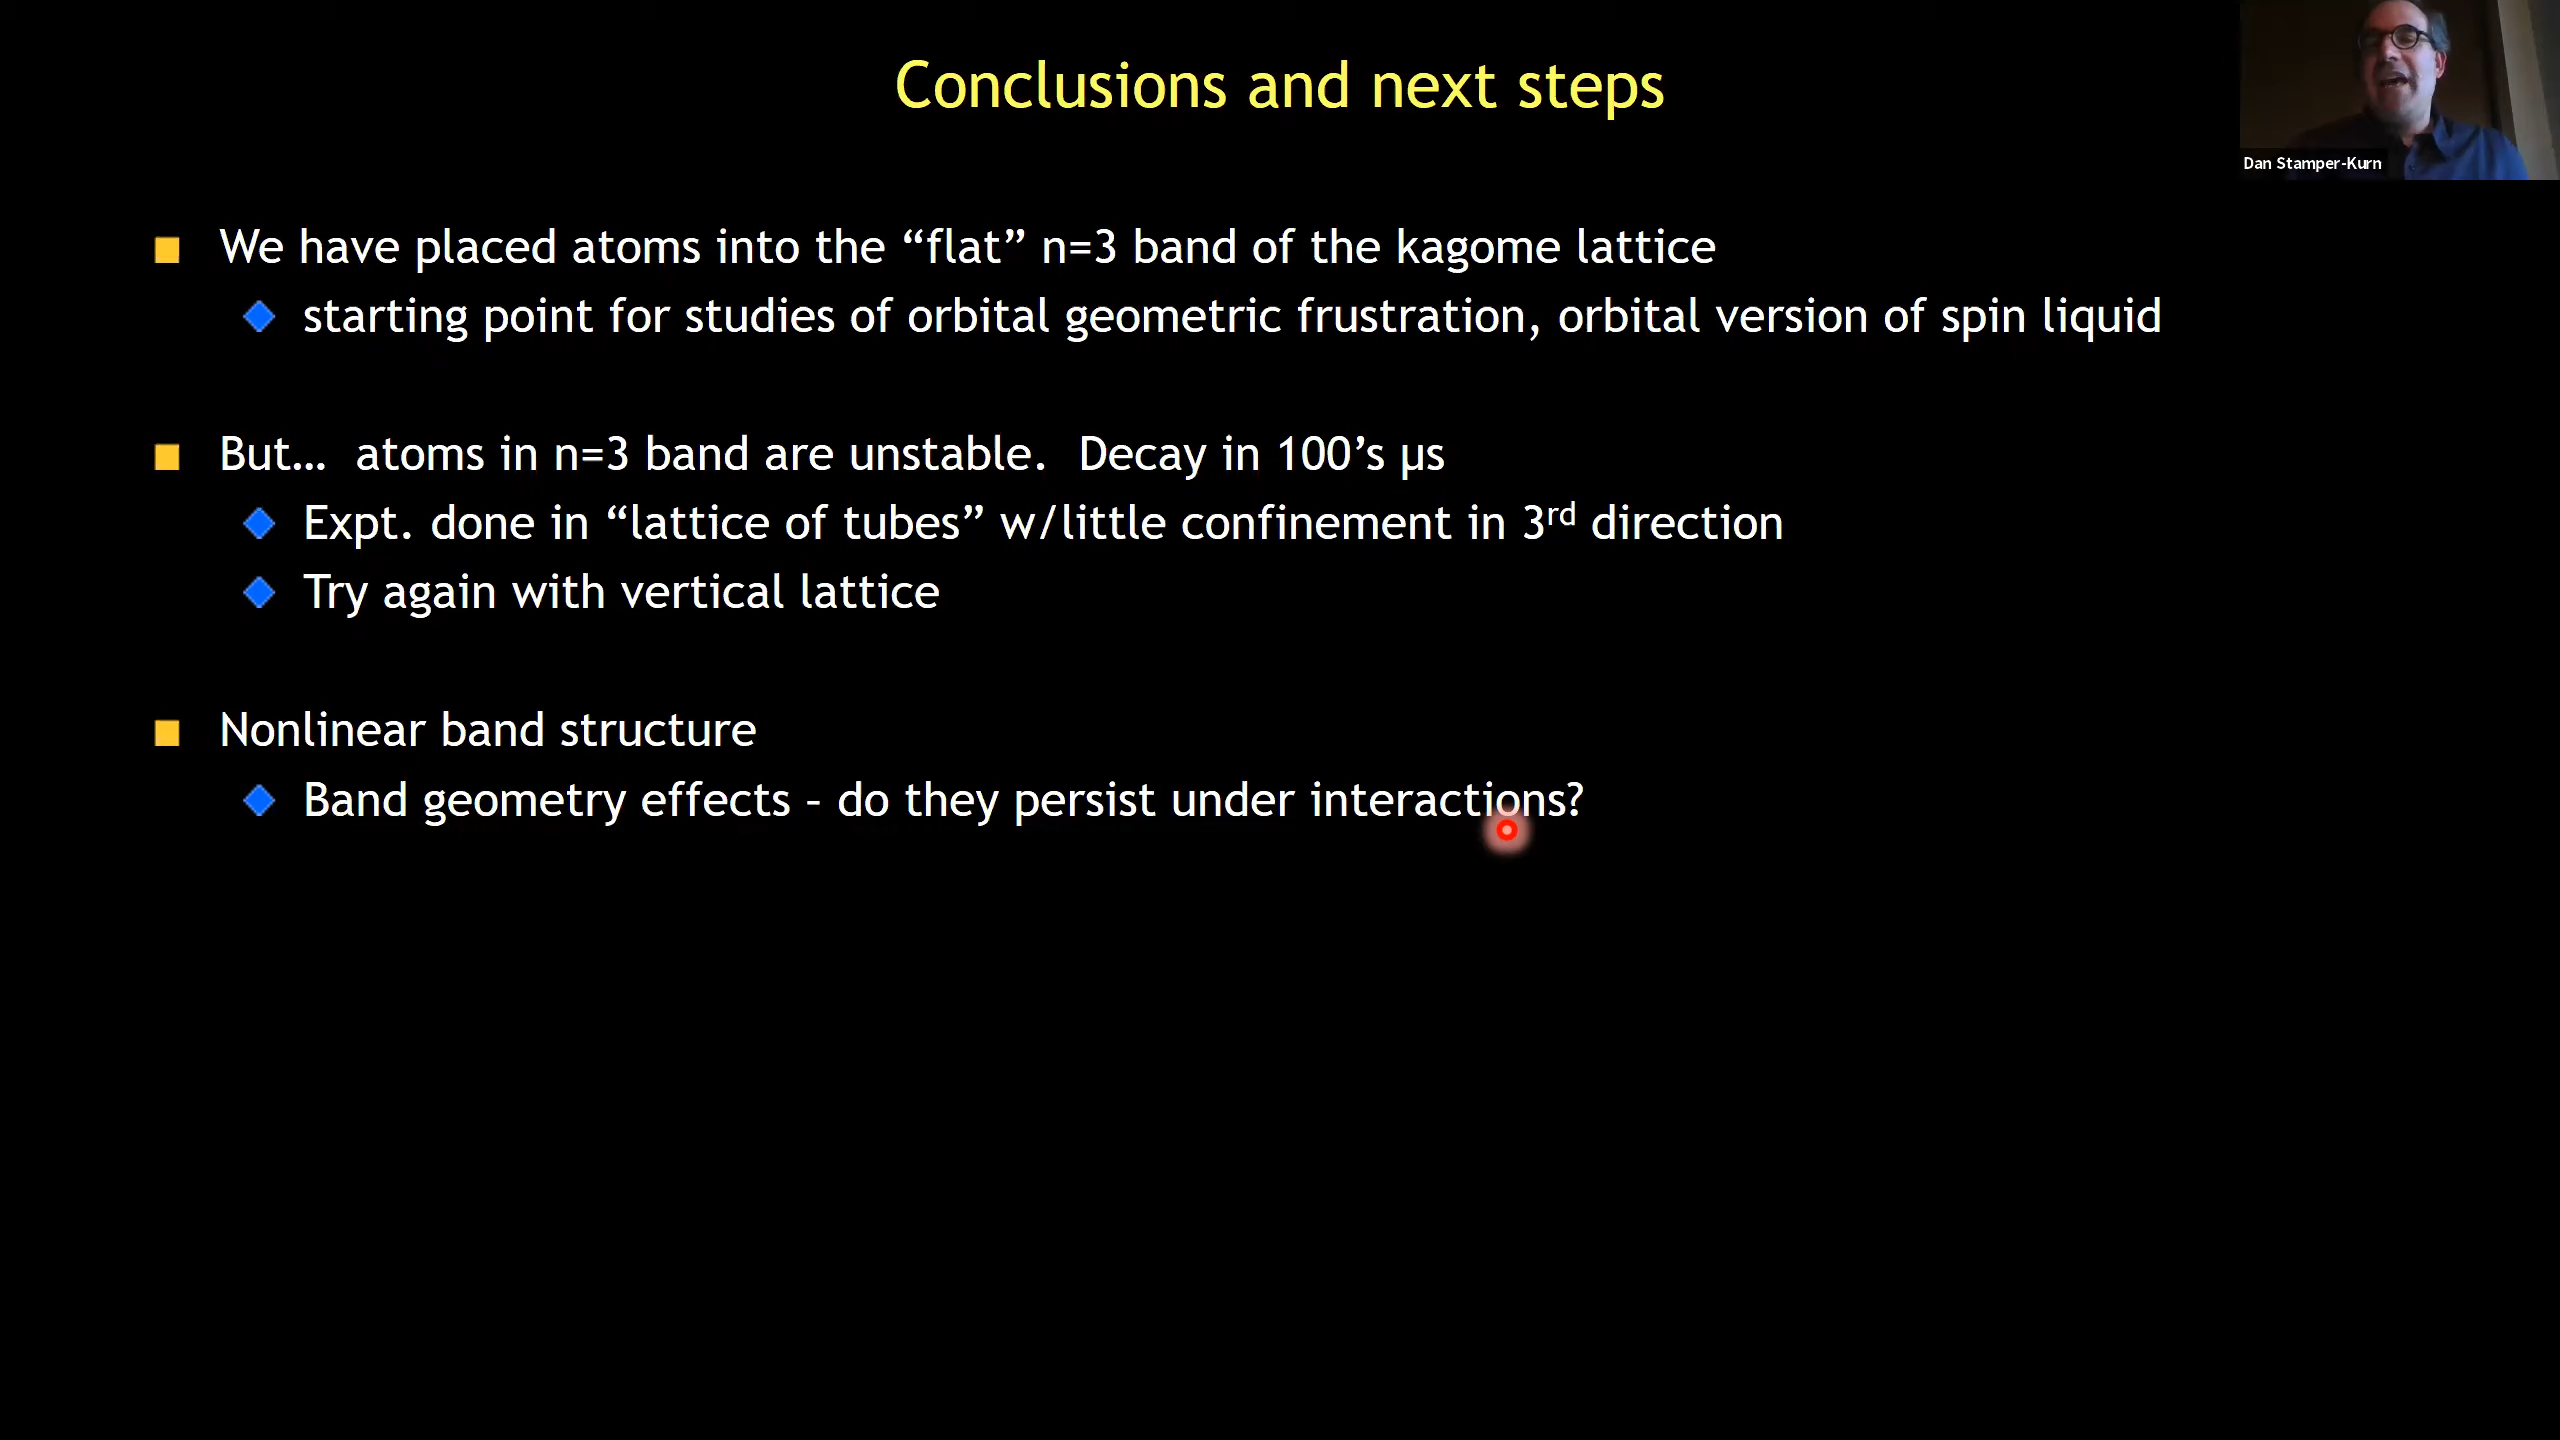 Conclusions and next steps
Dan Stamper-Kurn
We have placed atoms into the “flat” n=3 band of the kagome lattice
starting point for studies of orbital geometric frustration, orbital version of spin liquid
But… atoms in n=3 band are unstable. Decay in 100’s µs
Expt. done in “lattice of tubes” w/little confinement in 3rd direction
Try again with vertical lattice
Nonlinear band structure
Band geometry effects – do they persist under interactions?